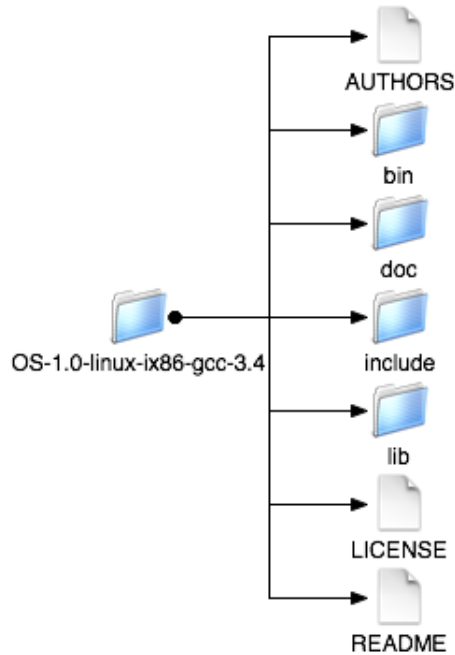 AUTHORS
bin
doc
OS-1.0-linux-ix86-gcc-3.4
include
lib
LICENSE
README